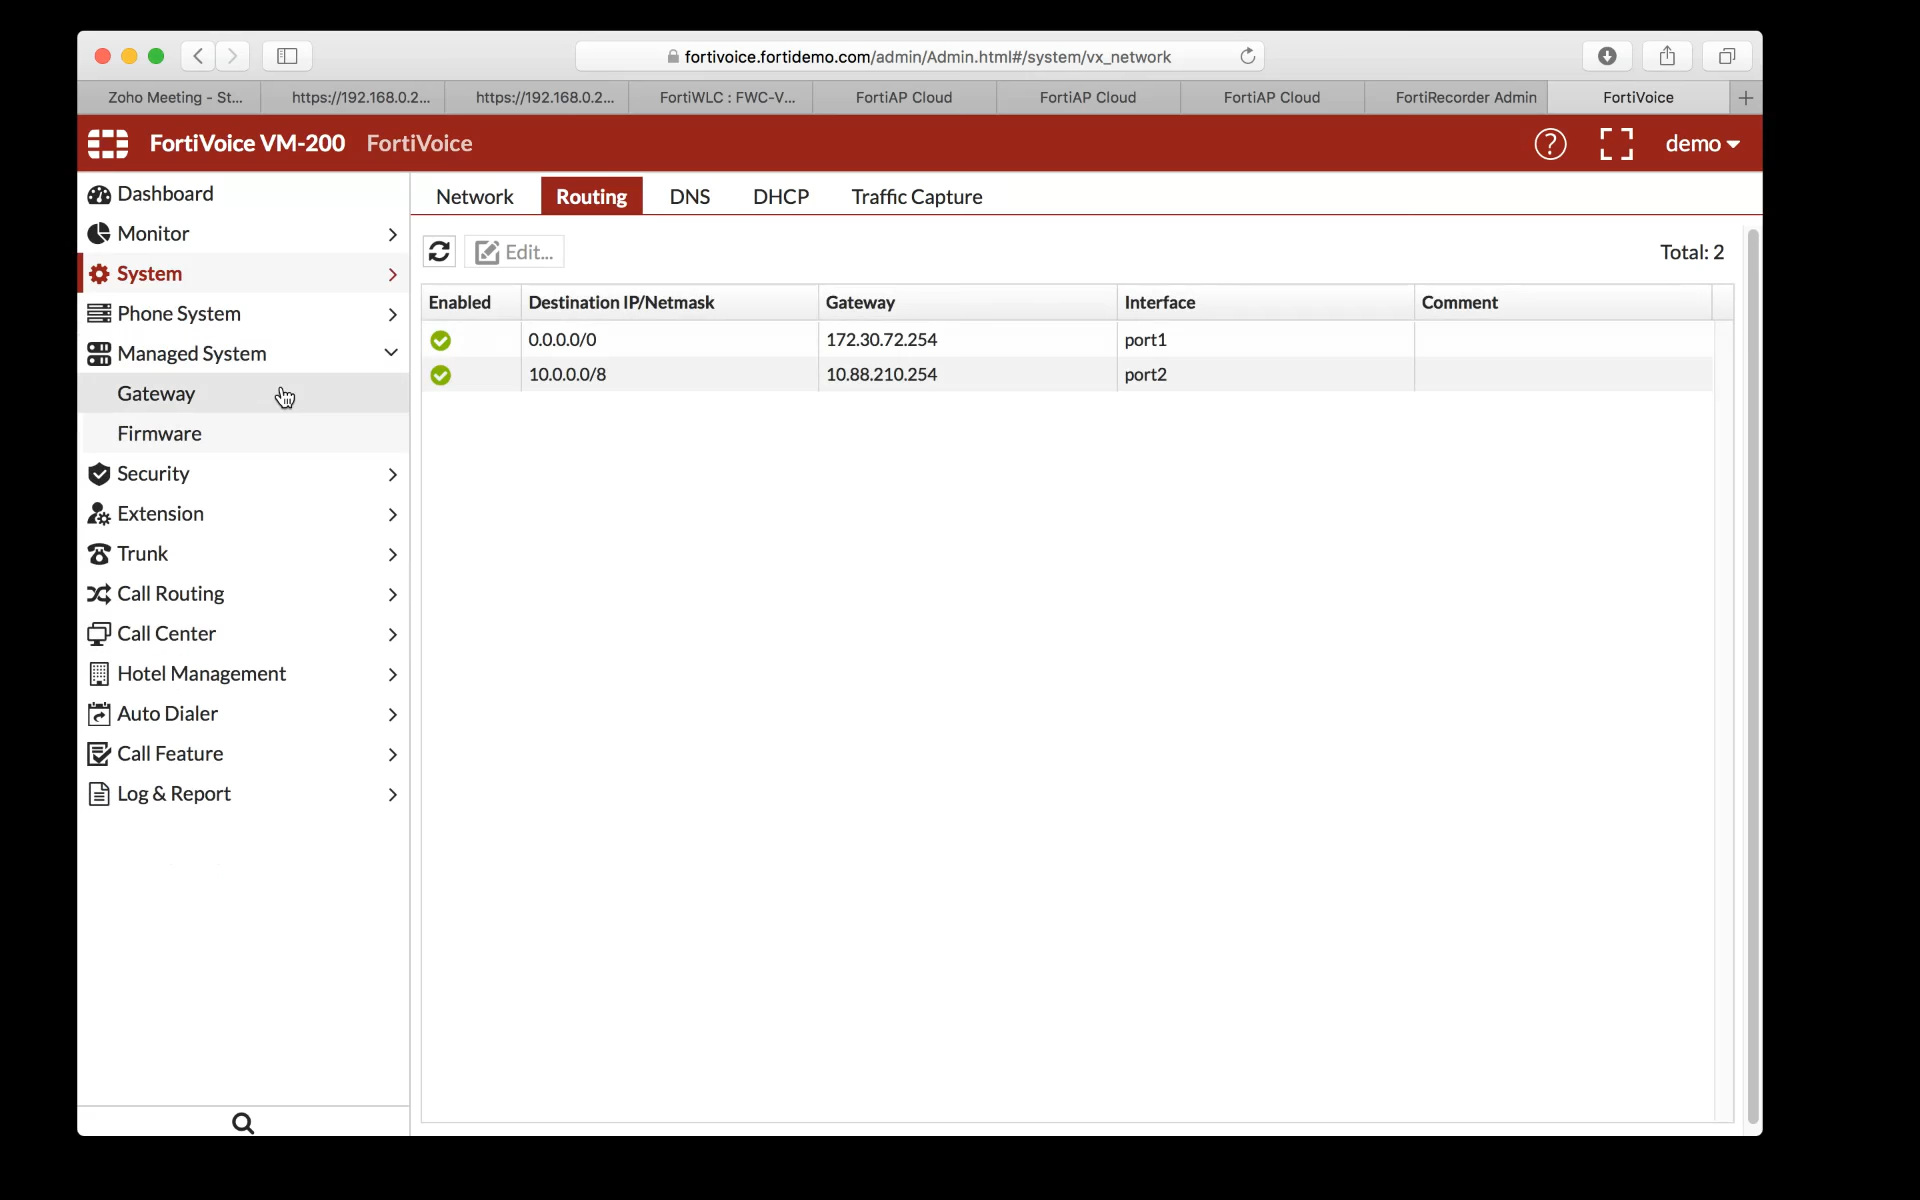 fortivoice.fortidemo.com/admin/Admin.html#/system/vx_network
Zoho Meeting - St...
https://192.168.0.2...
https://192.168.0.2...
FortiWLC : FWC-V...
FortiAP Cloud
FortiAP Cloud
FortiAP Cloud
FortiRecorder Admin
FortiVoice
FortiVoice VM-200 FortiVoice
demo
Dashboard
Monitor
System
Phone System
Managed System
Gateway
Firmware
Security
Extension
Trunk
Call Routing
Call Center
Hotel Management
Auto Dialer
Call Feature
Log & Report
Network Routing DNS DHCP Traffic Capture
Edit... Total: 2
Enabled Destination IP/Netmask Gateway Interface Comment
0.0.0.0/0 172.30.72.254 port1
10.0.0.0/8 10.88.210.254 port2